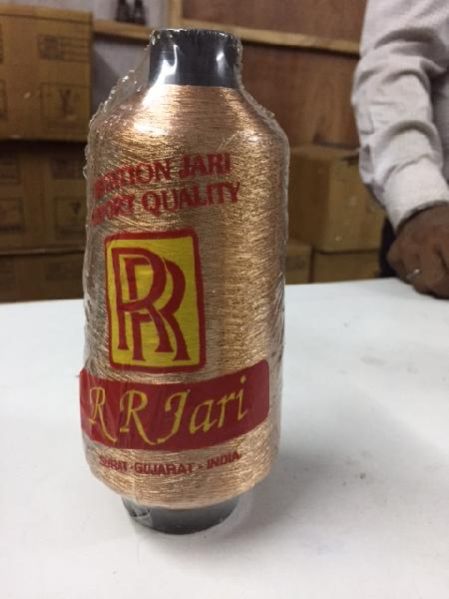 JARI
QUALITY
RR
R R Jari
SURAT - GUJARAT - INDIA